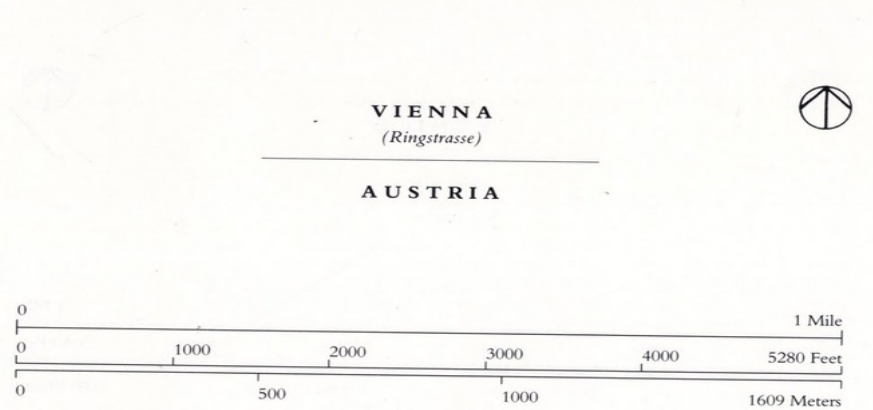 VIENNA
(Ringstrasse)
AUSTRIA
0 1 Mile
0 1000 2000 3000 4000 5280 Feet
0 500 1000 1609 Meters